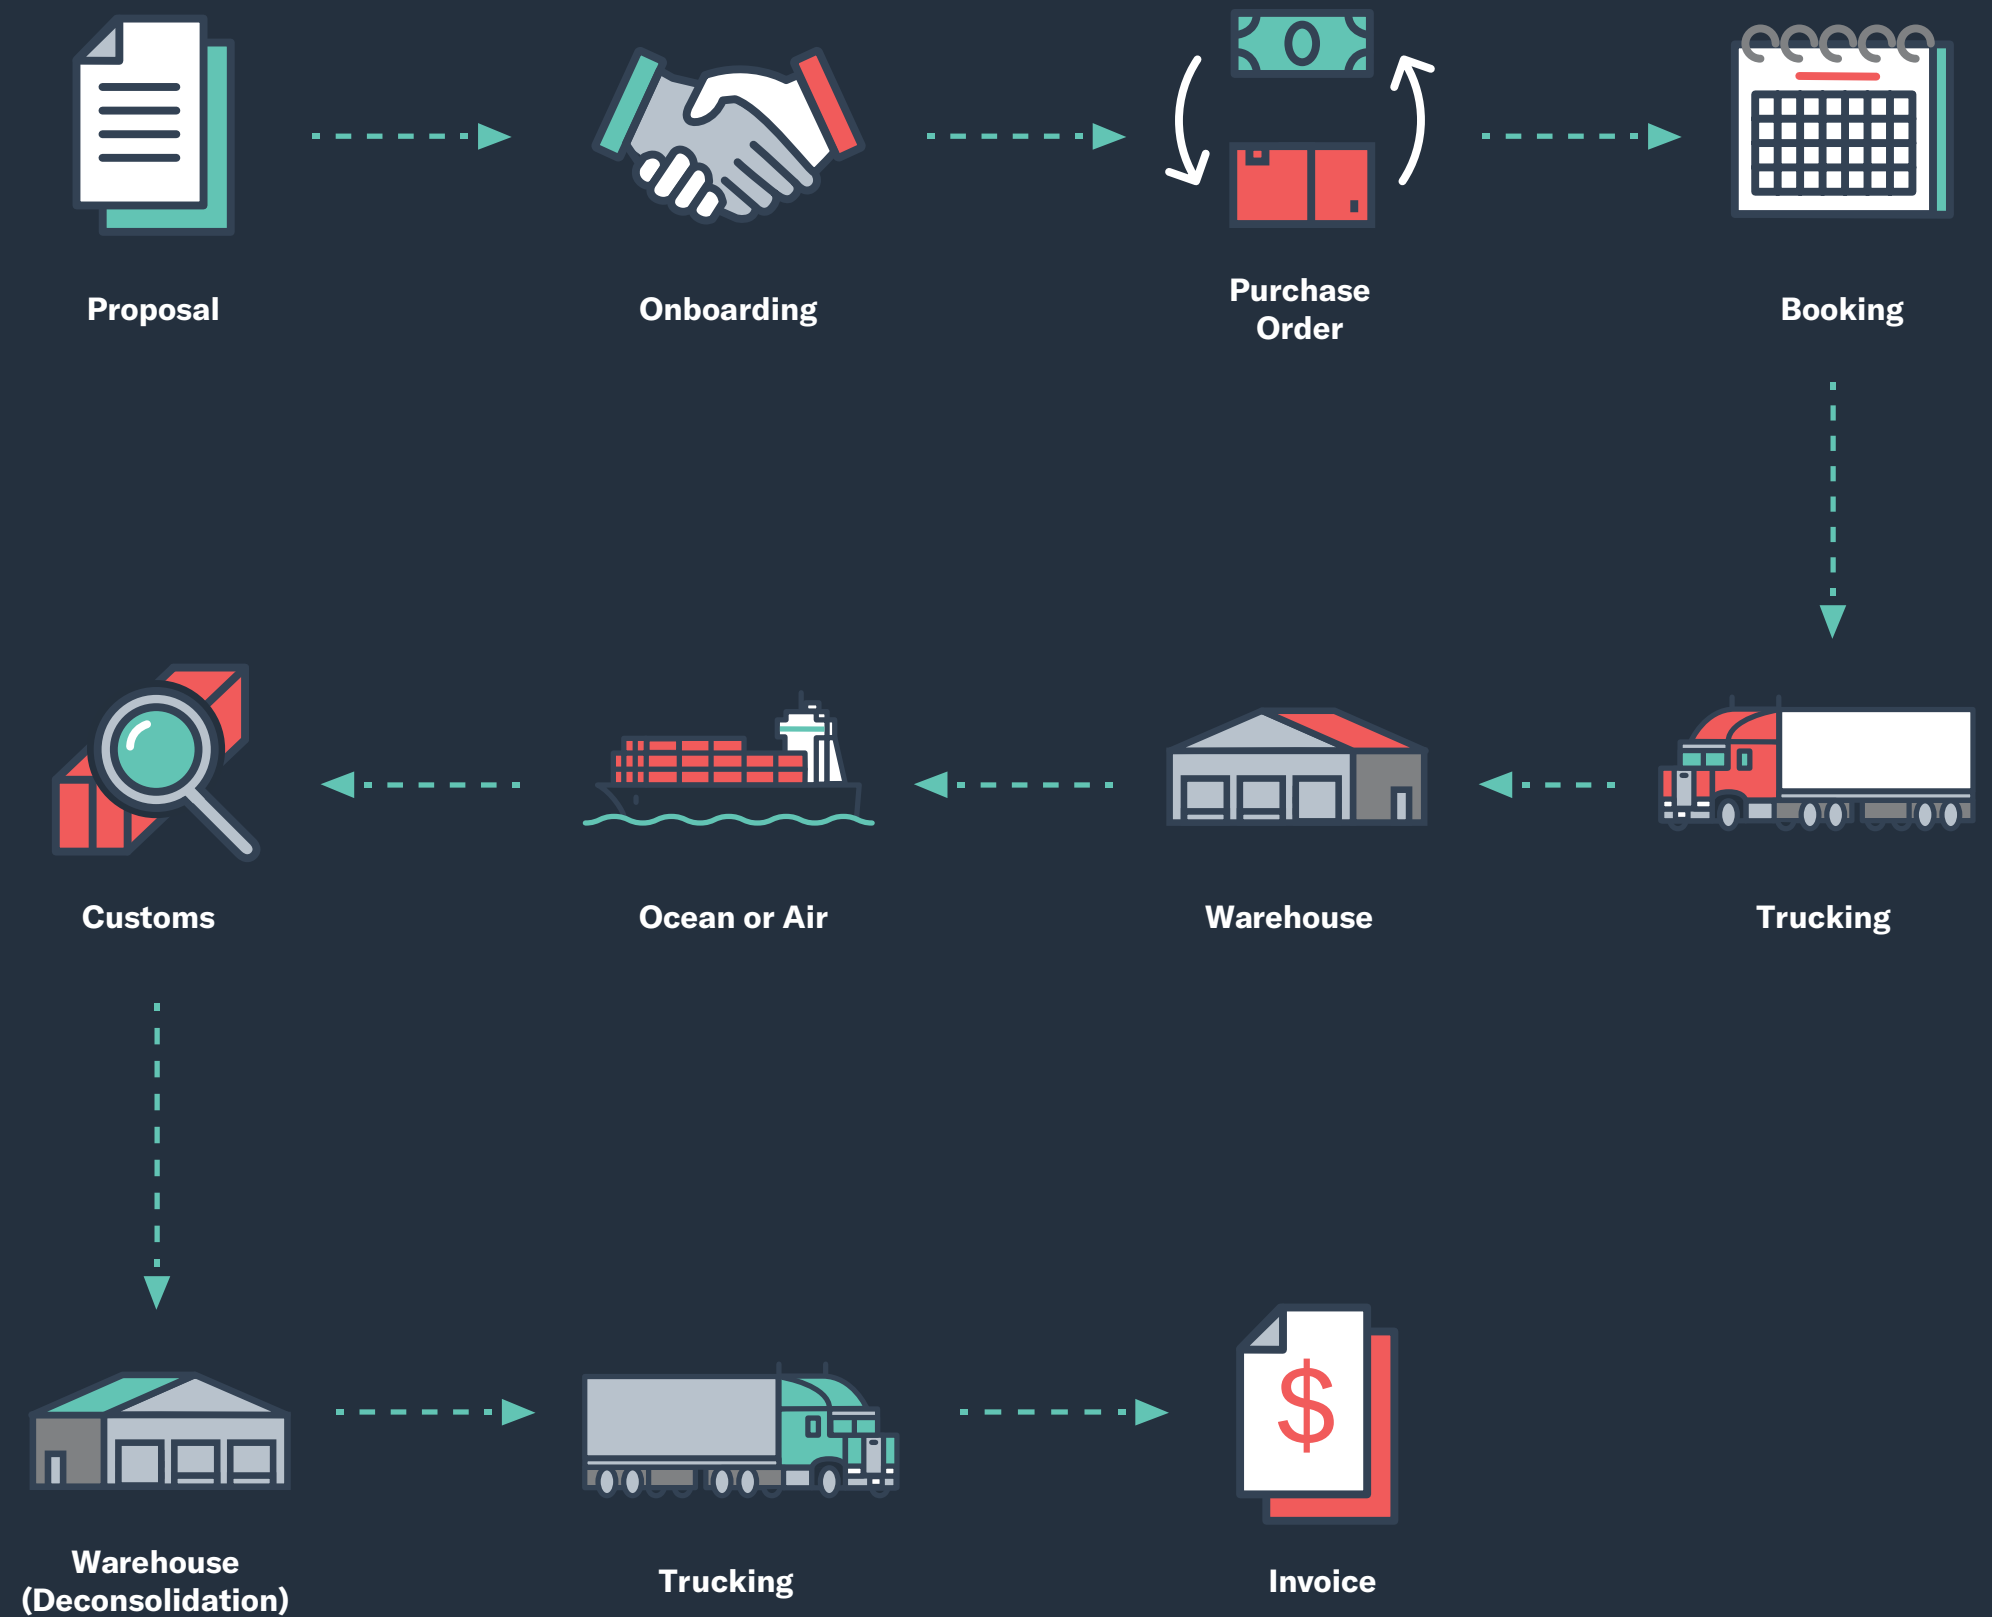 Proposal
Onboarding
Purchase
Order
Booking
Customs
Ocean or Air
Warehouse
Trucking
Warehouse
(Deconsolidation)
Trucking
$
Invoice